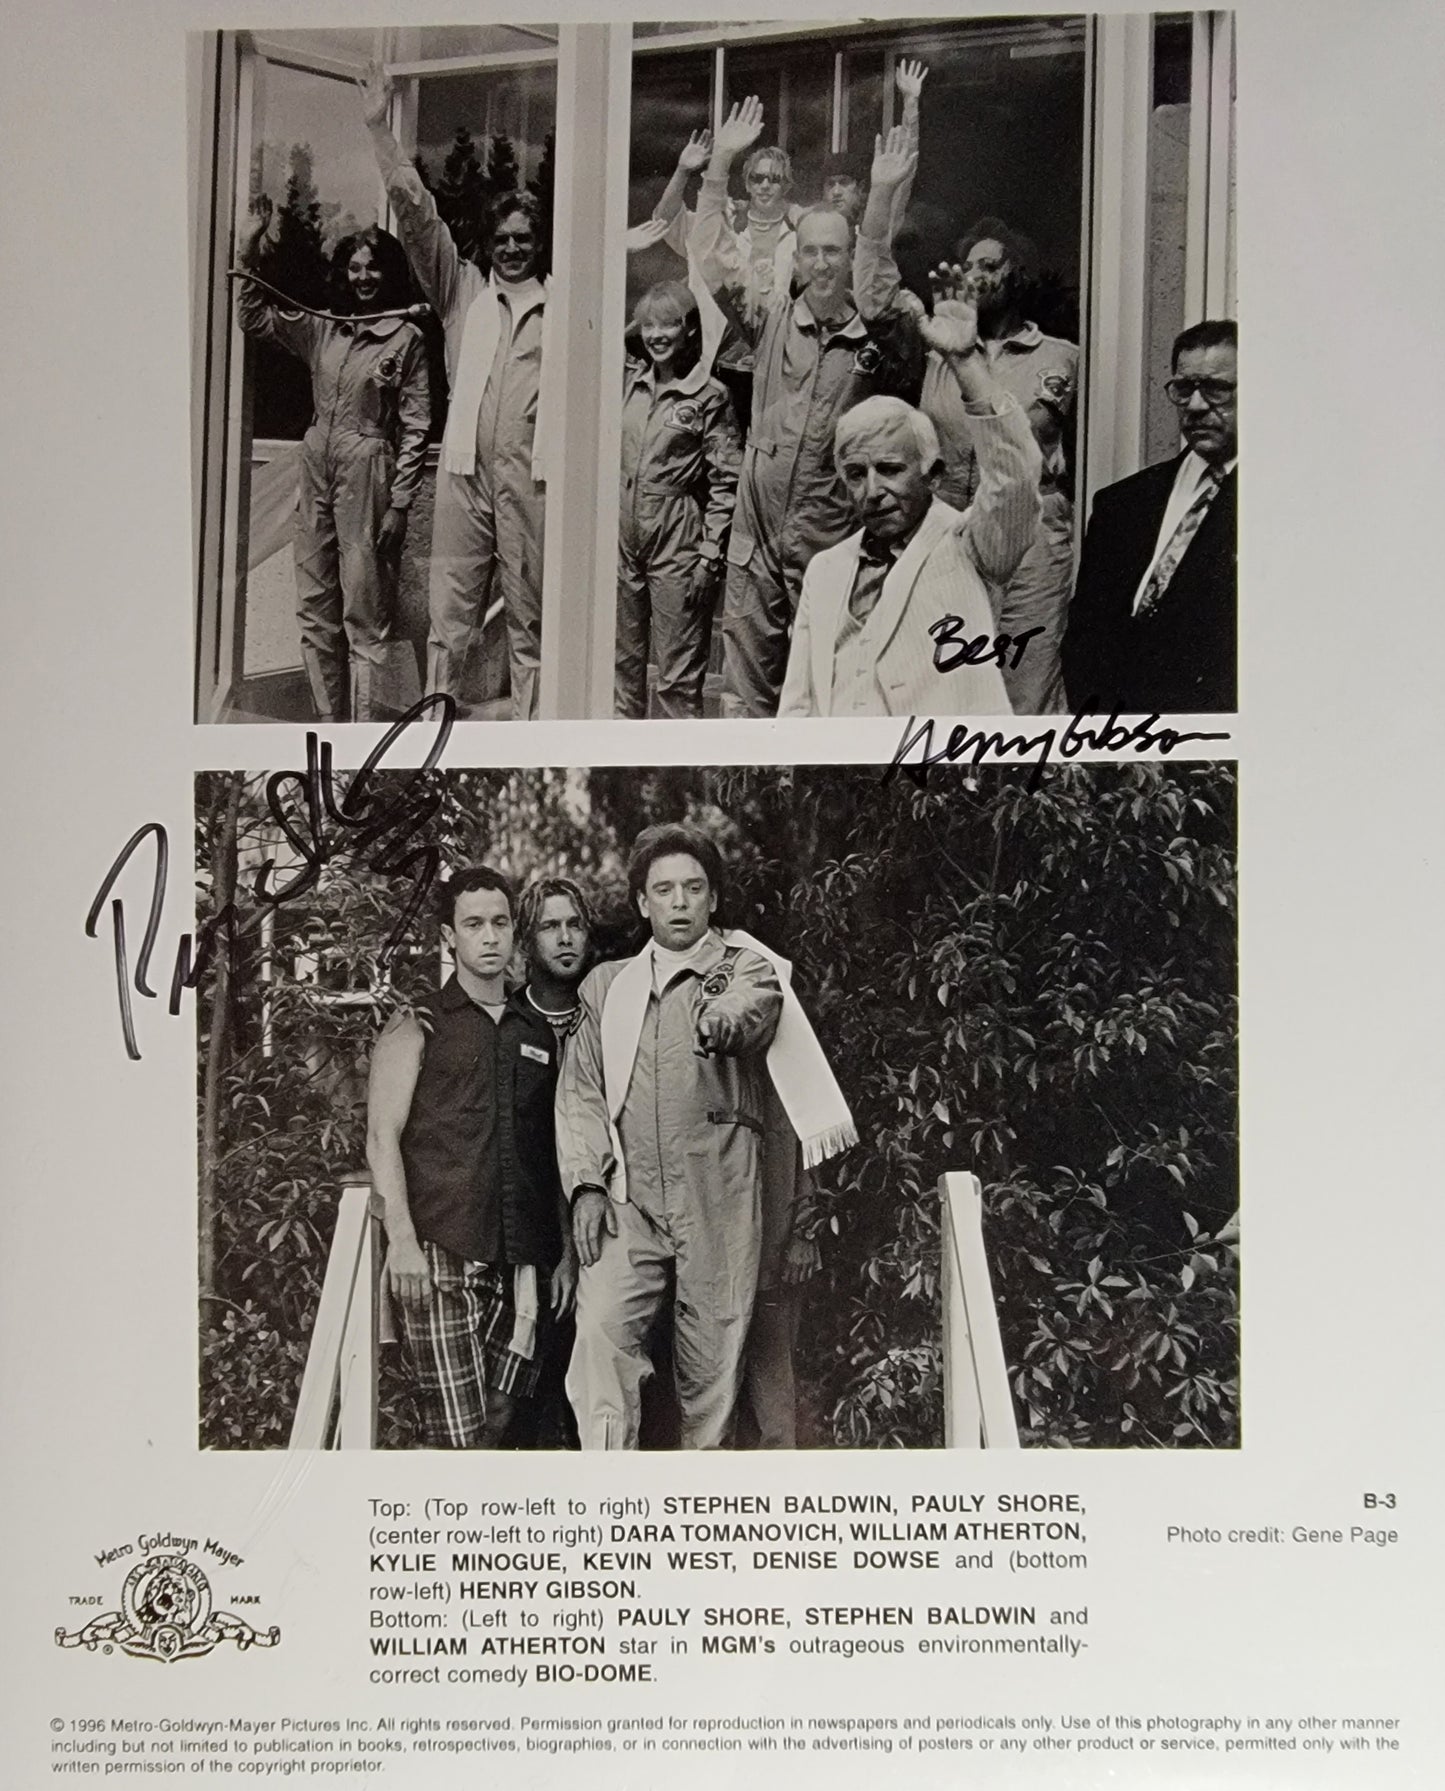 Best
Henry Gibson
Top: (Top row-left to right) STEPHEN BALDWIN, PAULY SHORE,
(center row-left to right) DARA TOMANOVICH, WILLIAM ATHERTON,
KYLIE MINOGUE, KEVIN WEST, DENISE DOWSE and (bottom
row-left) HENRY GIBSON.
Bottom: (Left to right) PAULY SHORE, STEPHEN BALDWIN and
WILLIAM ATHERTON star in MGM's outrageous environmentally-
correct comedy BIO-DOME.
B-3
Photo credit: Gene Page
Metro Goldwyn Mayer
ARS GRATIA ARTIS
TRADE MARK
®
© 1996 Metro-Goldwyn-Mayer Pictures Inc. All rights reserved. Permission granted for reproduction in newspapers and periodicals only. Use of this photography in any other manner
including but not limited to publication in books, retrospectives, biographies, or in connection with the advertising of posters or any other product or service, permitted only with the
written permission of the copyright proprietor.